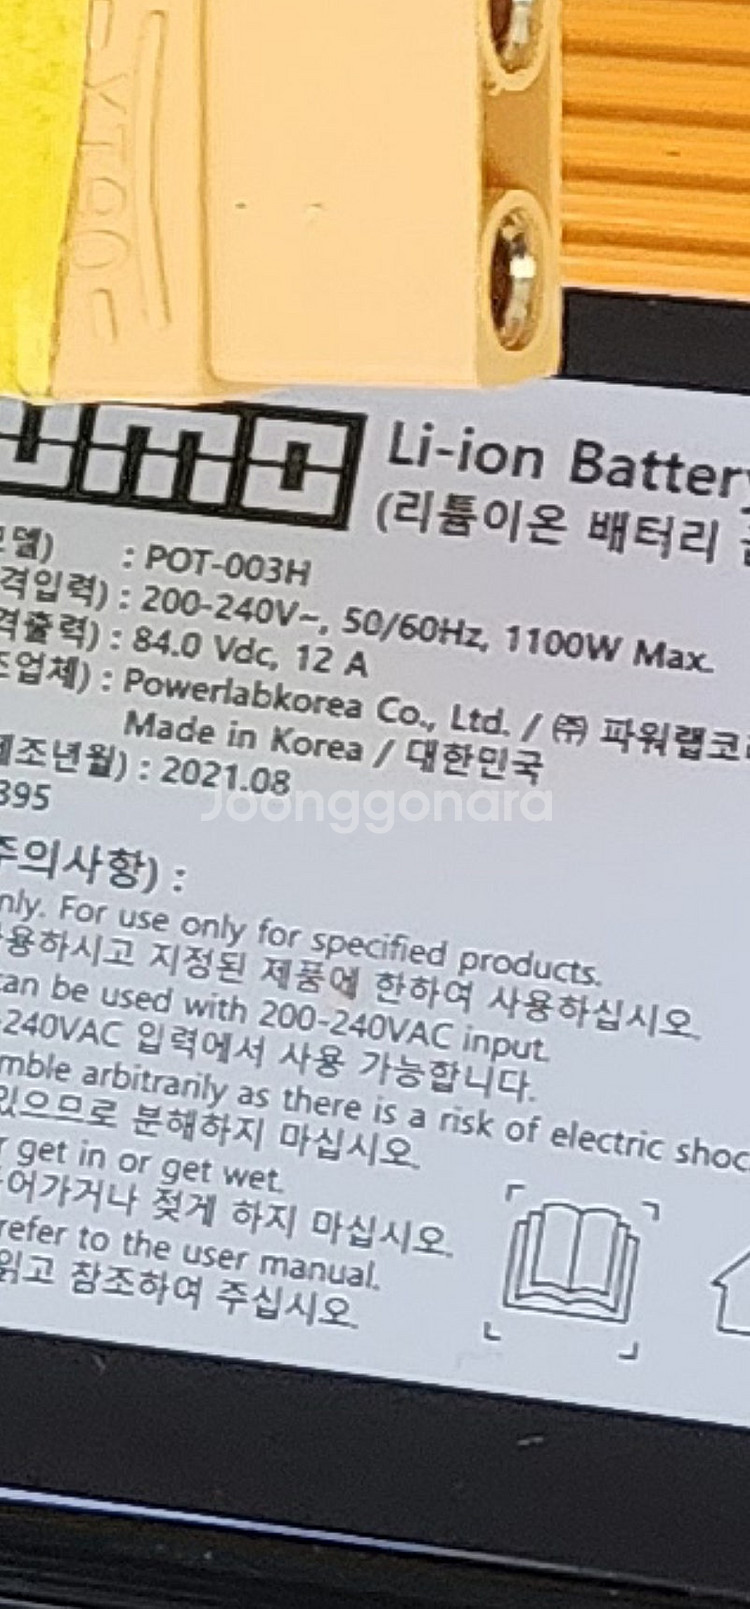 XT90
Li-ion Battery
(리튬이온 배터리
: POT-003H
격입력) : 200-240V~, 50/60Hz, 1100W Max.
격출력) : 84.0 Vdc, 12 A
조업체) : Powerlabkorea Co., Ltd. / ㈜ 파워랩코
Made in Korea / 대한민국
제조년월) : 2021.08
395
Joonggonara
주의사항) :
nly. For use only for specified products.
용하시고 지정된 제품에 한하여 사용하십시오.
can be used with 200-240VAC input.
-240VAC 입력에서 사용 가능합니다.
mble arbitrarily as there is a risk of electric shoc
있으므로 분해하지 마십시오.
r get in or get wet.
어가거나 젖게 하지 마십시오.
refer to the user manual.
읽고 참조하여 주십시오.